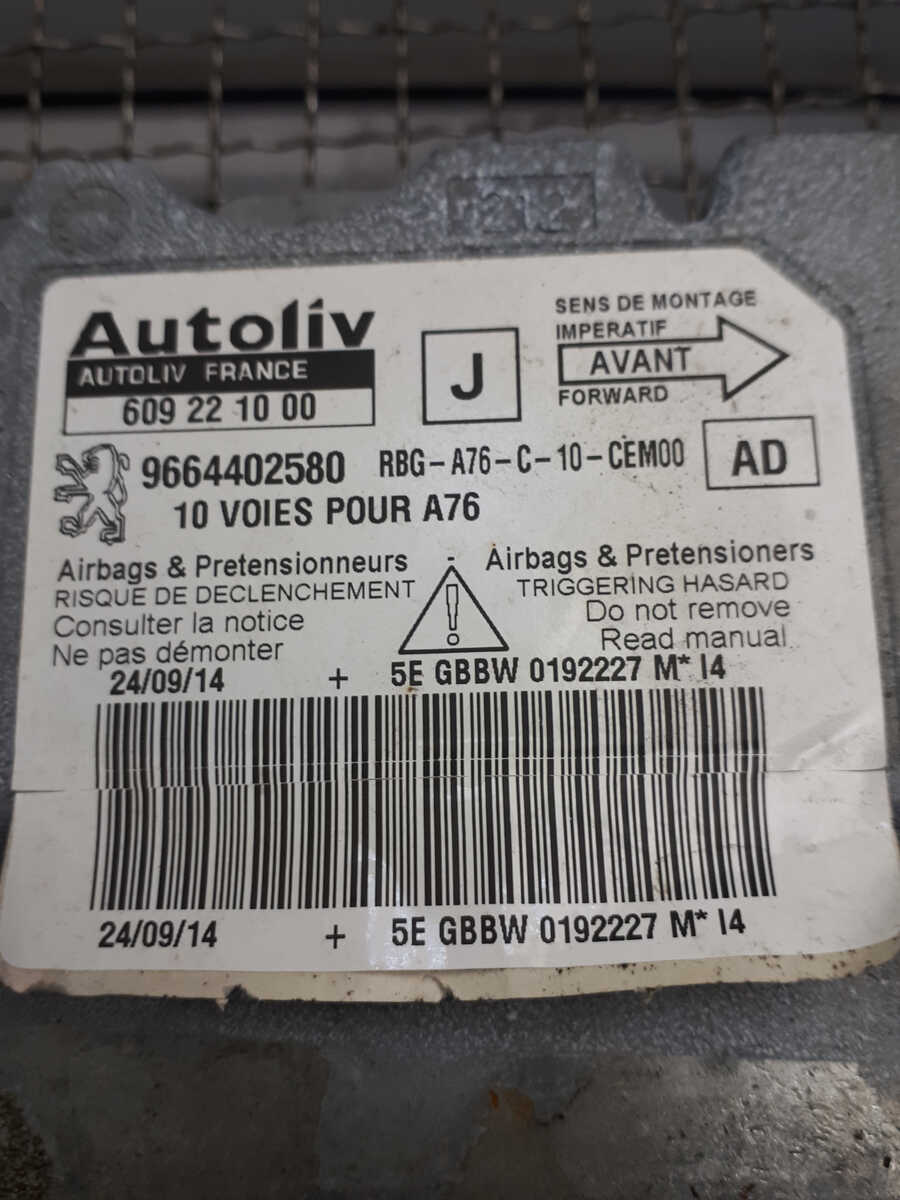 Autoliv
AUTOLIV FRANCE
609 22 10 00
J
SENS DE MONTAGE
IMPERATIF
AVANT
FORWARD
9664402580 RBG-A76-C-10-CEM00 AD
10 VOIES POUR A76
Airbags & Pretensionneurs
RISQUE DE DECLENCHEMENT
Consulter la notice
Ne pas démonter
Airbags & Pretensioners
TRIGGERING HASARD
Do not remove
Read manual
24/09/14 + 5E GBBW 0192227 M* I4
24/09/14 + 5E GBBW 0192227 M* I4